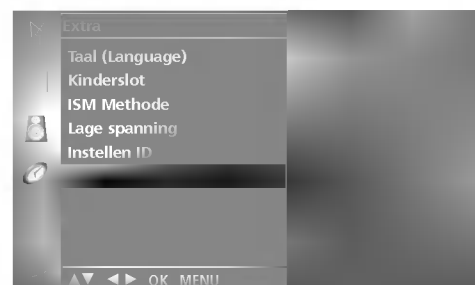 Extra
Taal (Language)
Kinderslot
ISM Methode
Lage spanning
Instellen ID
OK MENU